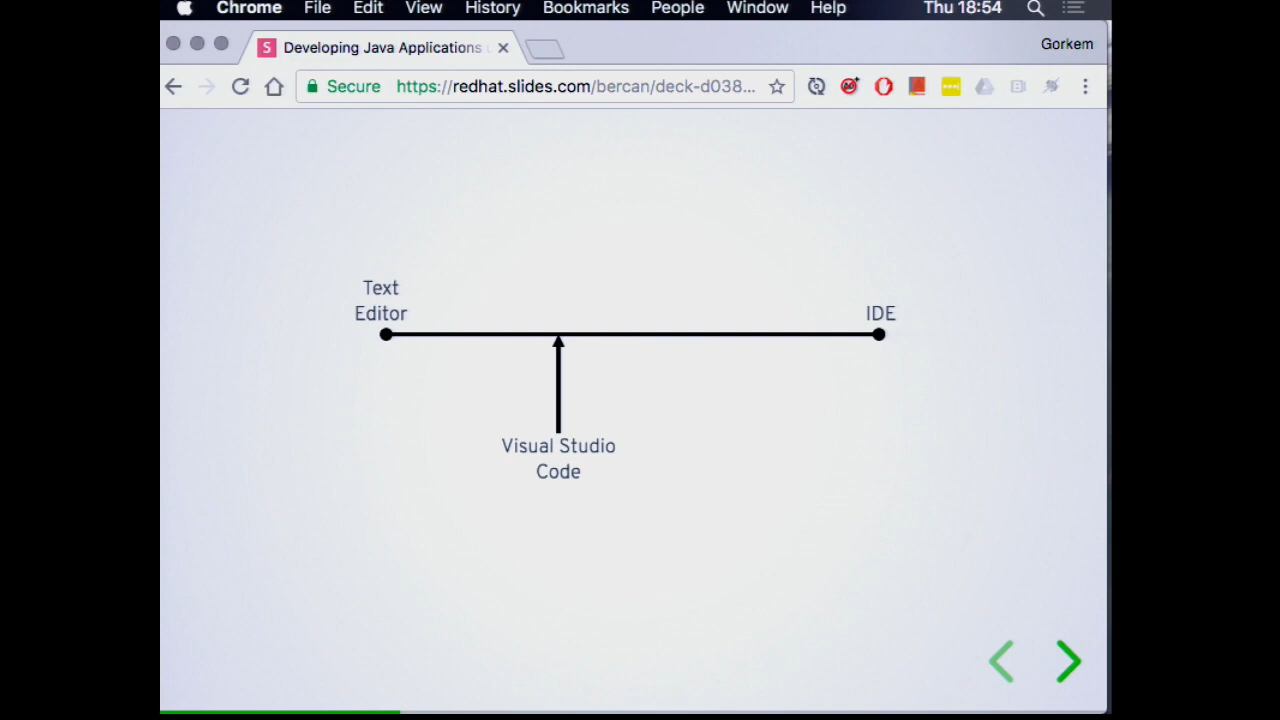 Chrome File Edit View History Bookmarks People Window Help Thu 18:54
S Developing Java Applications
Gorkem
Secure https://redhat.slides.com/bercan/deck-d038...
Text
Editor
IDE
Visual Studio
Code